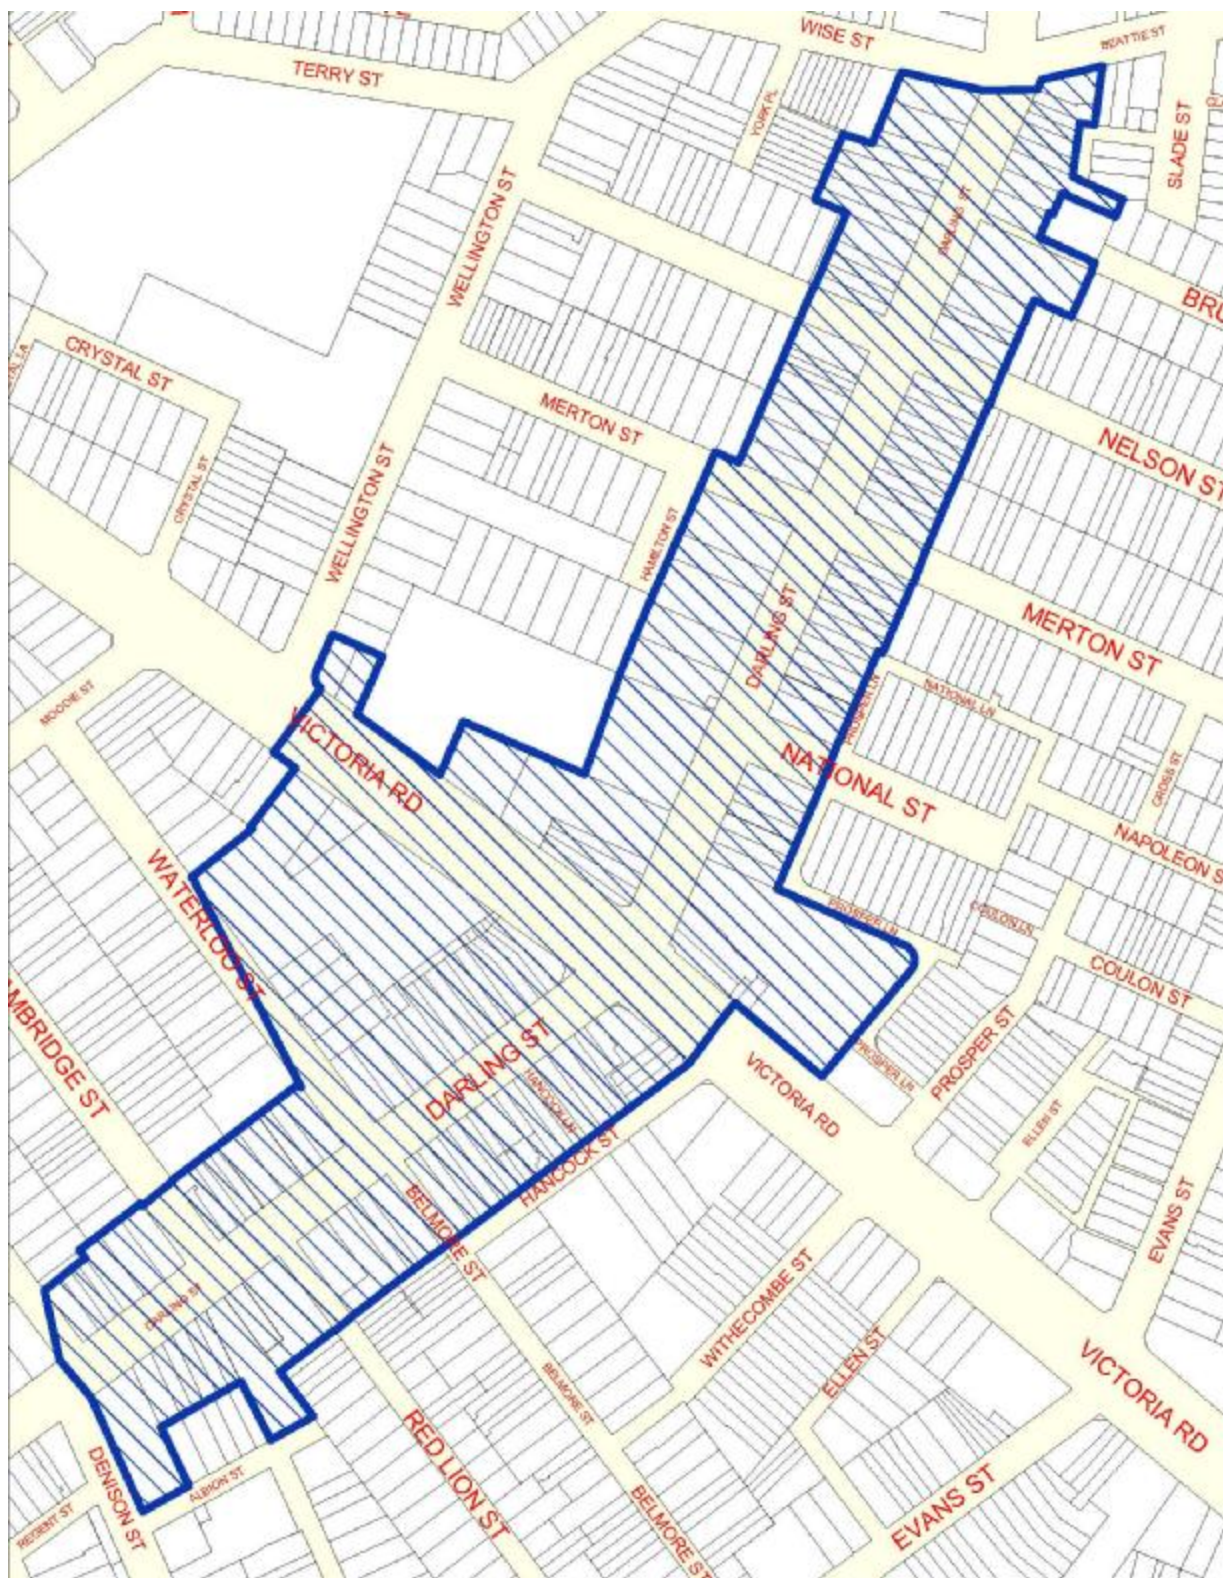 WISE ST
BEATTIE ST
TERRY ST
YORK PL
SLADE ST
WELLINGTON ST
DARLING ST
BRU
CRYSTAL ST
MERTON ST
NELSON ST
CRYSTAL ST
WELLINGTON ST
HAMILTON ST
DARLING ST
MERTON ST
MOODIE ST
PROSPER LN
NATIONAL LN
VICTORIA RD
NATIONAL ST
CROSS ST
NAPOLEON S
WATERLOO ST
PROSPER LN
COULON LN
COULON ST
MBRIDGE ST
DARLING ST
HANCOCK LN
VICTORIA RD
PROSPER LN
PROSPER ST
ELLEN ST
HANCOCK ST
BELMORE ST
EVANS ST
DARLING ST
WITHECOMBE ST
ELLEN ST
BELMORE ST
VICTORIA RD
RED LION ST
DENISON ST
ALBION ST
REGENT ST
EVANS ST
BELMORE ST